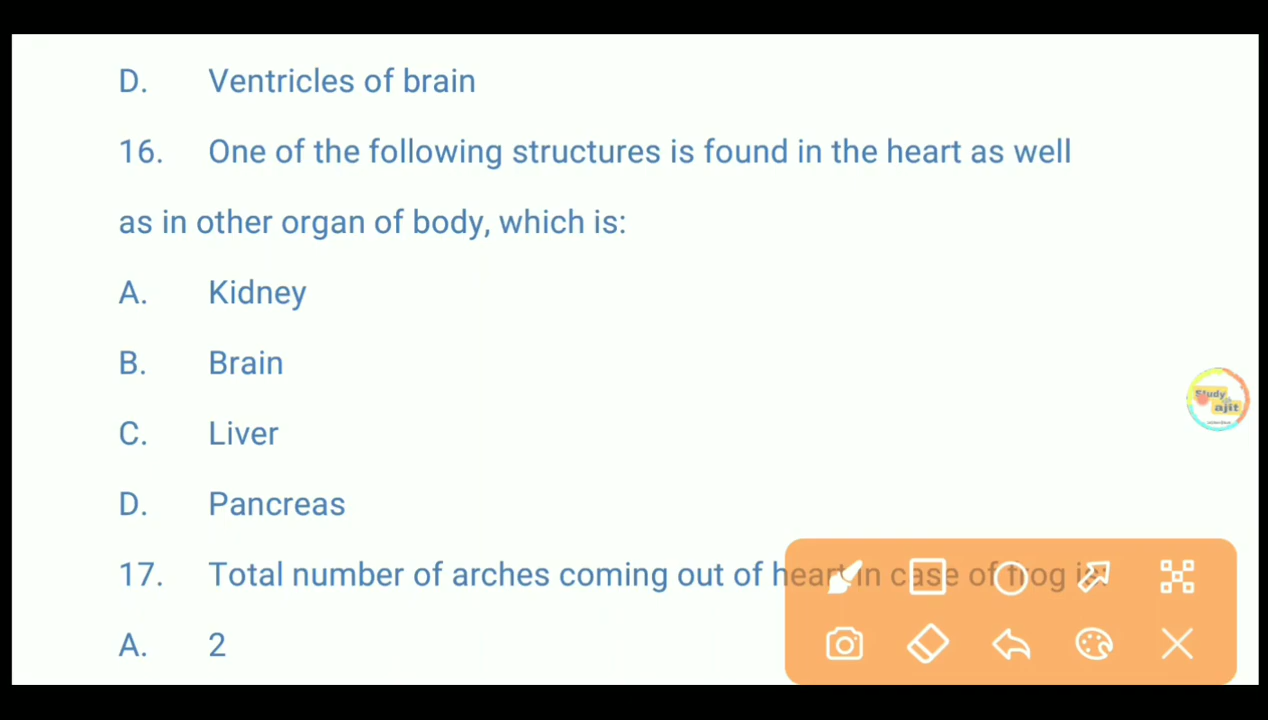 D. Ventricles of brain
16. One of the following structures is found in the heart as well
as in other organ of body, which is:
A. Kidney
B. Brain
C. Liver
D. Pancreas
17. Total number of arches coming out of heart in case of frog is:
A. 2
Study
ajit